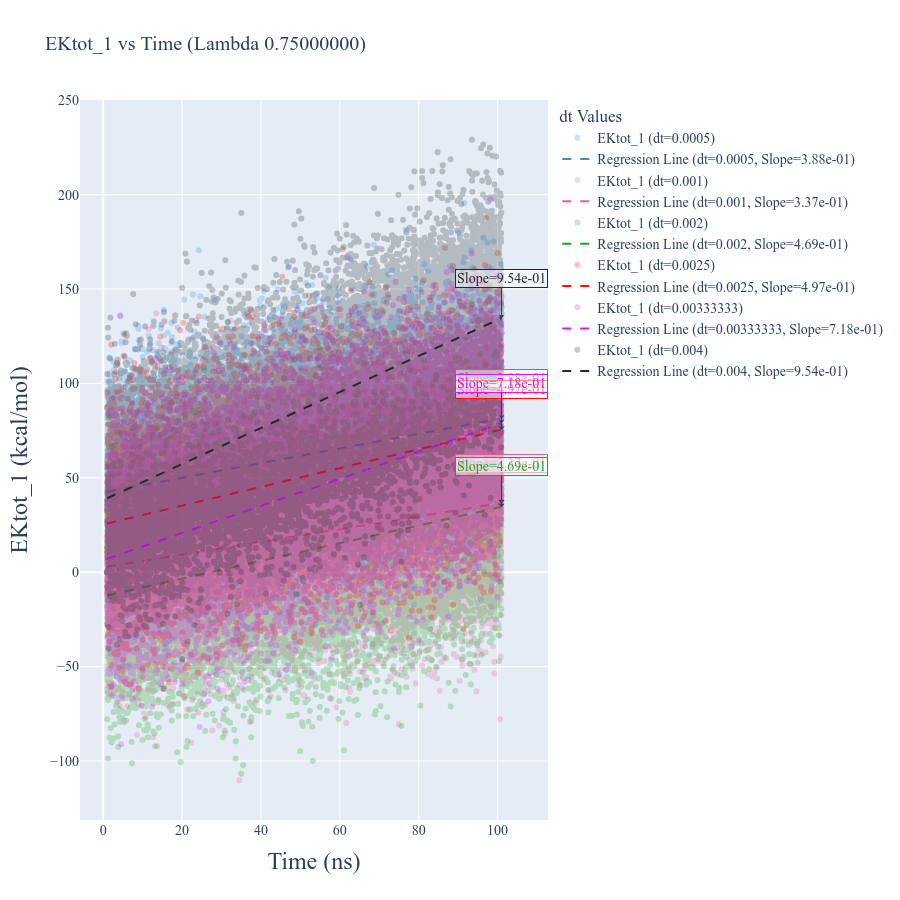 EKtot_1 vs Time (Lambda 0.75000000)
dt Values
EKtot_1 (dt=0.0005)
Regression Line (dt=0.0005, Slope=3.88e-01)
EKtot_1 (dt=0.001)
Regression Line (dt=0.001, Slope=3.37e-01)
EKtot_1 (dt=0.002)
Regression Line (dt=0.002, Slope=4.69e-01)
EKtot_1 (dt=0.0025)
Regression Line (dt=0.0025, Slope=4.97e-01)
EKtot_1 (dt=0.00333333)
Regression Line (dt=0.00333333, Slope=7.18e-01)
EKtot_1 (dt=0.004)
Regression Line (dt=0.004, Slope=9.54e-01)
250
200
150
100
50
0
−50
−100
EKtot_1 (kcal/mol)
Slope=9.54e-01
Slope=7.18e-01
Slope=4.69e-01
0
20
40
60
80
100
Time (ns)